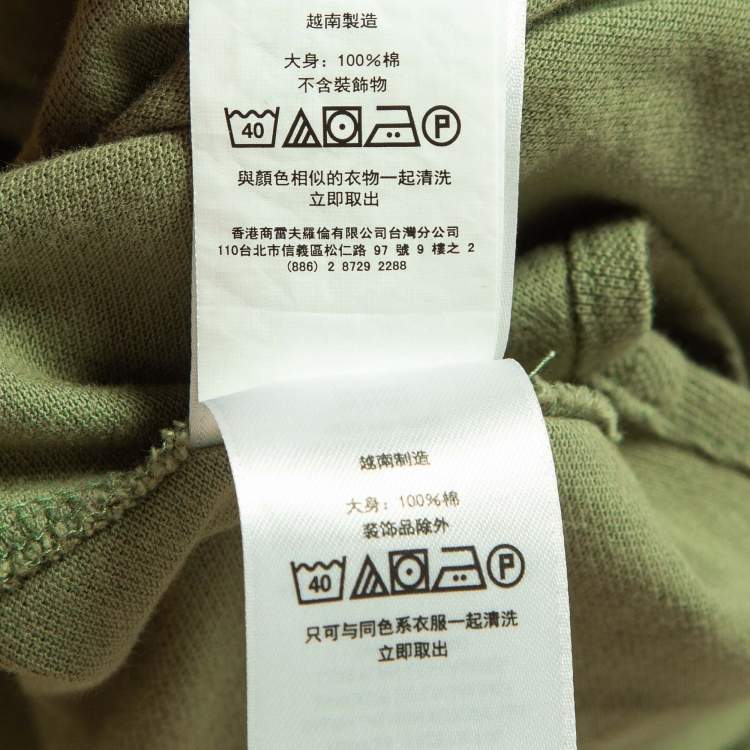 越南製造
大身：100%棉
不含裝飾物
40
P
與顏色相似的衣物一起清洗
立即取出
香港商雷夫羅倫有限公司台灣分公司
110台北市信義區松仁路 97 號 9 樓之 2
(886) 2 8729 2288
越南制造
大身：100%棉
装饰品除外
40
P
只可与同色系衣服一起清洗
立即取出